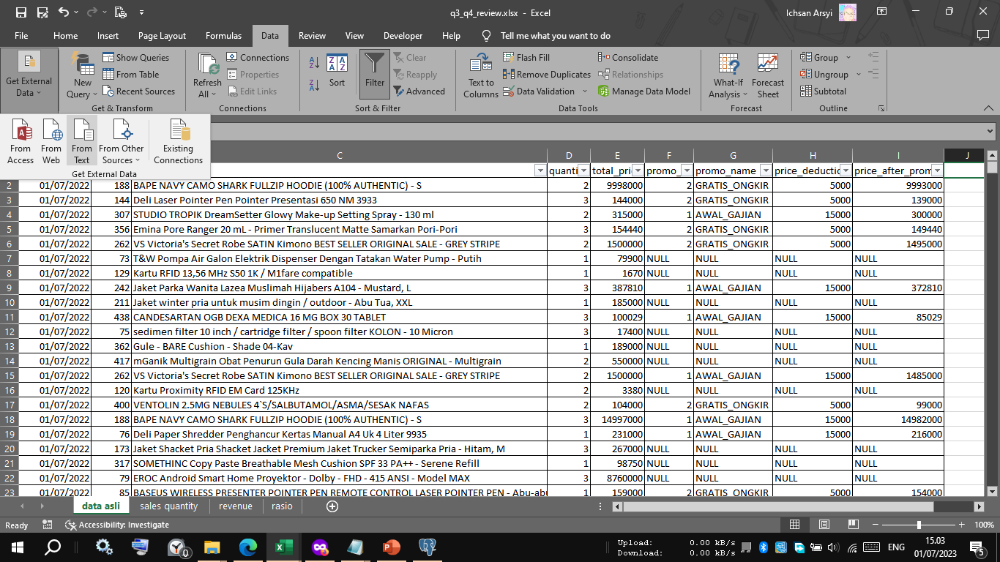 q3_q4_review.xlsx - Excel
Ichsan Arsyi
File Home Insert Page Layout Formulas Data Review View Developer Help Tell me what you want to do
Get External Data
New Query
Show Queries
From Table
Recent Sources
Get & Transform
Refresh All
Connections
Properties
Edit Links
Connections
Sort
Filter
Clear
Reapply
Advanced
Sort & Filter
Text to Columns
Flash Fill
Remove Duplicates
Data Validation
Consolidate
Relationships
Manage Data Model
Data Tools
What-If Analysis
Forecast Sheet
Forecast
Group
Ungroup
Subtotal
Outline
From Access
From Web
From Text
From Other Sources
Existing Connections
Get External Data
C D E F G H I J
quanti total_pri promo_ promo_name price_deductio price_after_prom
2 01/07/2022 188 BAPE NAVY CAMO SHARK FULLZIP HOODIE (100% AUTHENTIC) - S 2 9998000 2 GRATIS_ONGKIR 5000 9993000
3 01/07/2022 144 Deli Laser Pointer Pen Pointer Presentasi 650 NM 3933 3 144000 2 GRATIS_ONGKIR 5000 139000
4 01/07/2022 307 STUDIO TROPIK DreamSetter Glowy Make-up Setting Spray - 130 ml 2 315000 1 AWAL_GAJIAN 15000 300000
5 01/07/2022 356 Emina Pore Ranger 20 mL - Primer Translucent Matte Samarkan Pori-Pori 3 154440 2 GRATIS_ONGKIR 5000 149440
6 01/07/2022 262 VS Victoria's Secret Robe SATIN Kimono BEST SELLER ORIGINAL SALE - GREY STRIPE 2 1500000 2 GRATIS_ONGKIR 5000 1495000
7 01/07/2022 73 T&W Pompa Air Galon Elektrik Dispenser Dengan Tatakan Water Pump - Putih 1 79900 NULL NULL NULL NULL
8 01/07/2022 129 Kartu RFID 13,56 MHz S50 1K / M1fare compatible 1 1670 NULL NULL NULL NULL
9 01/07/2022 242 Jaket Parka Wanita Lazea Muslimah Hijabers A104 - Mustard, L 3 387810 1 AWAL_GAJIAN 15000 372810
10 01/07/2022 211 Jaket winter pria untuk musim dingin / outdoor - Abu Tua, XXL 1 185000 NULL NULL NULL NULL
11 01/07/2022 438 CANDESARTAN OGB DEXA MEDICA 16 MG BOX 30 TABLET 3 100029 1 AWAL_GAJIAN 15000 85029
12 01/07/2022 75 sedimen filter 10 inch / cartridge filter / spoon filter KOLON - 10 Micron 3 17400 NULL NULL NULL NULL
13 01/07/2022 362 Gule - BARE Cushion - Shade 04-Kav 1 189000 NULL NULL NULL NULL
14 01/07/2022 417 mGanik Multigrain Obat Penurun Gula Darah Kencing Manis ORIGINAL - Multigrain 2 550000 NULL NULL NULL NULL
15 01/07/2022 262 VS Victoria's Secret Robe SATIN Kimono BEST SELLER ORIGINAL SALE - GREY STRIPE 2 1500000 1 AWAL_GAJIAN 15000 1485000
16 01/07/2022 120 Kartu Proximity RFID EM Card 125KHz 2 3380 NULL NULL NULL NULL
17 01/07/2022 400 VENTOLIN 2.5MG NEBULES 4`S/SALBUTAMOL/ASMA/SESAK NAFAS 2 104000 2 GRATIS_ONGKIR 5000 99000
18 01/07/2022 188 BAPE NAVY CAMO SHARK FULLZIP HOODIE (100% AUTHENTIC) - S 3 14997000 1 AWAL_GAJIAN 15000 14982000
19 01/07/2022 76 Deli Paper Shredder Penghancur Kertas Manual A4 Uk 4 Liter 9935 1 231000 1 AWAL_GAJIAN 15000 216000
20 01/07/2022 173 Jaket Shacket Pria Shacket Jacket Premium Jaket Trucker Semiparka Pria - Hitam, M 3 267000 NULL NULL NULL NULL
21 01/07/2022 317 SOMETHINC Copy Paste Breathable Mesh Cushion SPF 33 PA++ - Serene Refill 1 98750 NULL NULL NULL NULL
22 01/07/2022 79 EROC Android Smart Home Proyektor - Dolby - FHD - 415 ANSI - Model MAX 3 8760000 NULL NULL NULL NULL
23 01/07/2022 85 BASEUS WIRELESS PRESENTER POINTER PEN REMOTE CONTROL LASER POINTER PEN - Abu-ab 1 159000 2 GRATIS_ONGKIR 5000 154000
data asli sales quantity revenue rasio
Ready Accessibility: Investigate 100%
Upload: 0.00 kB/s
Download: 0.00 kB/s
ENG
15.03
01/07/2023
0
5